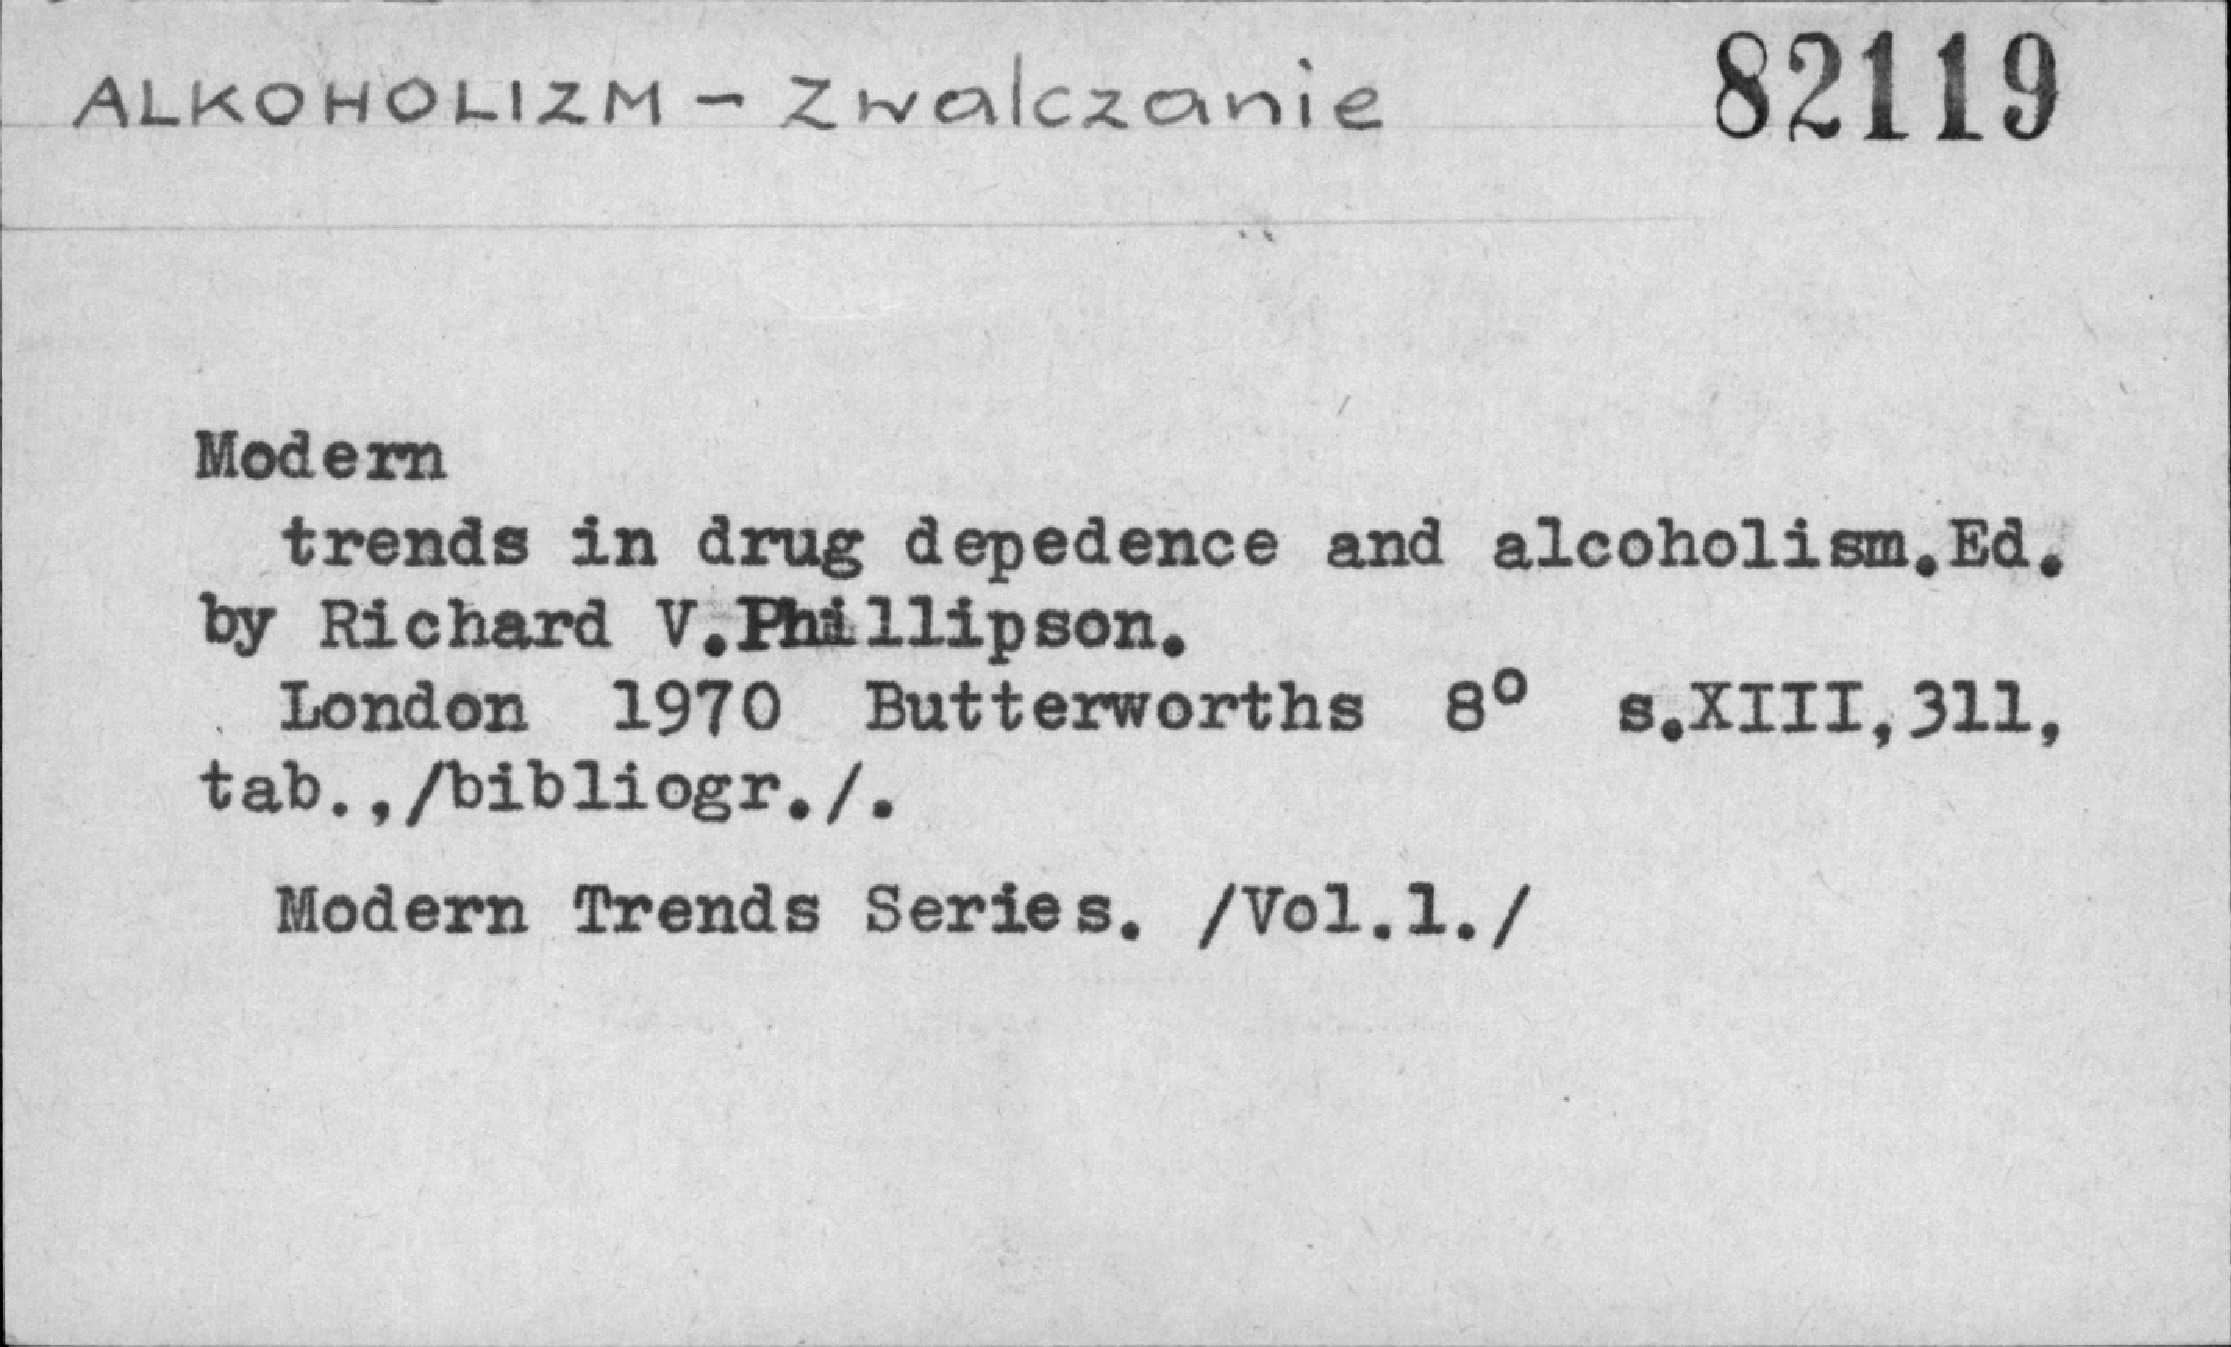 ALKOHOLIZM - Zwalczanie 82119
Modern
trends in drug depedence and alcoholism.Ed.
by Richard V.Phillipson.
London 1970 Butterworths 8° s.XIII,311,
tab.,/bibliogr./.
Modern Trends Series. /Vol.1./